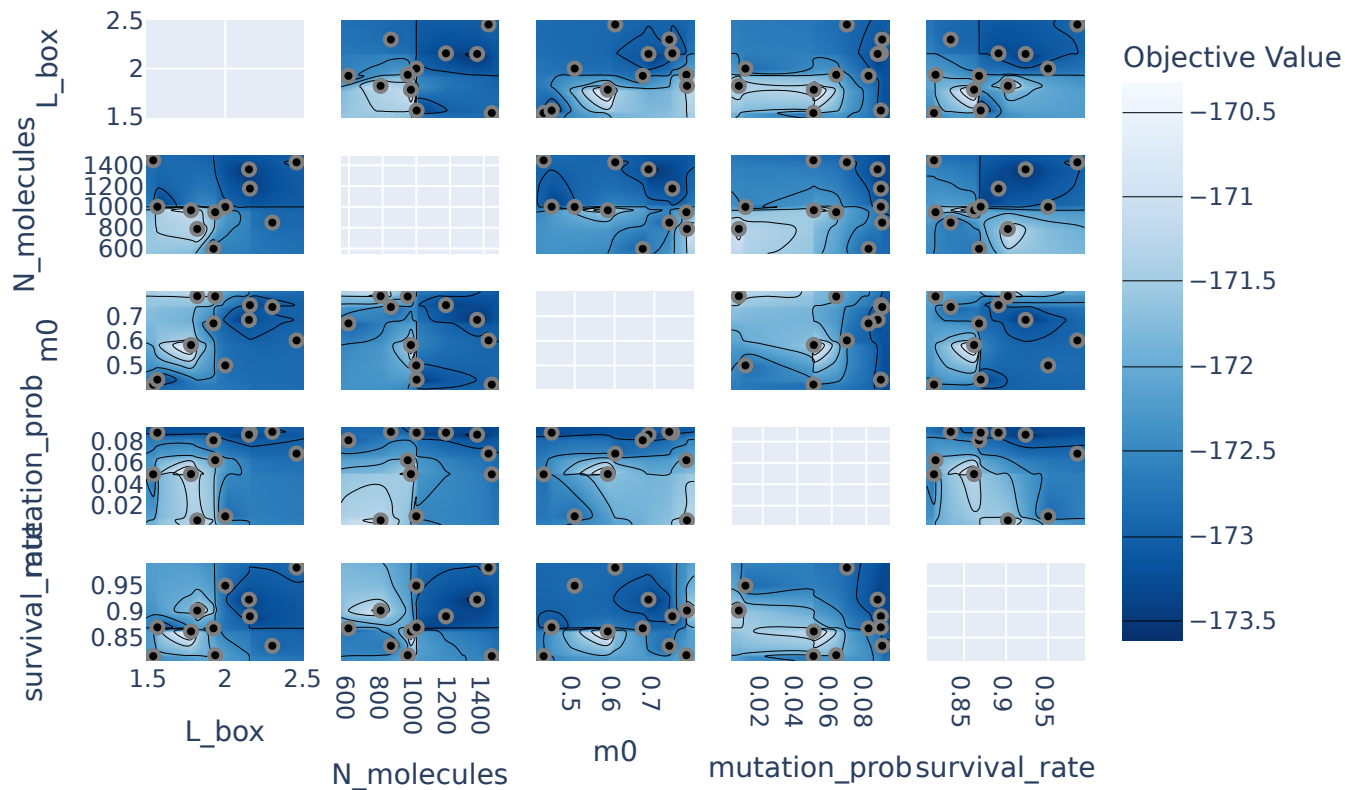 Objective Value
L_box
2.5
2
1.5
−170.5
−171
−171.5
−172
−172.5
−173
−173.5
N_molecules
1400
1200
1000
800
600
m0
0.7
0.6
0.5
mutation_prob
0.08
0.06
0.04
0.02
survival_rate
0.95
0.9
0.85
1.5 2 2.5
600 800 1000 1200 1400
0.5 0.6 0.7
0.02 0.04 0.06 0.08
0.85 0.9 0.95
L_box
N_molecules
m0
mutation_prob
survival_rate